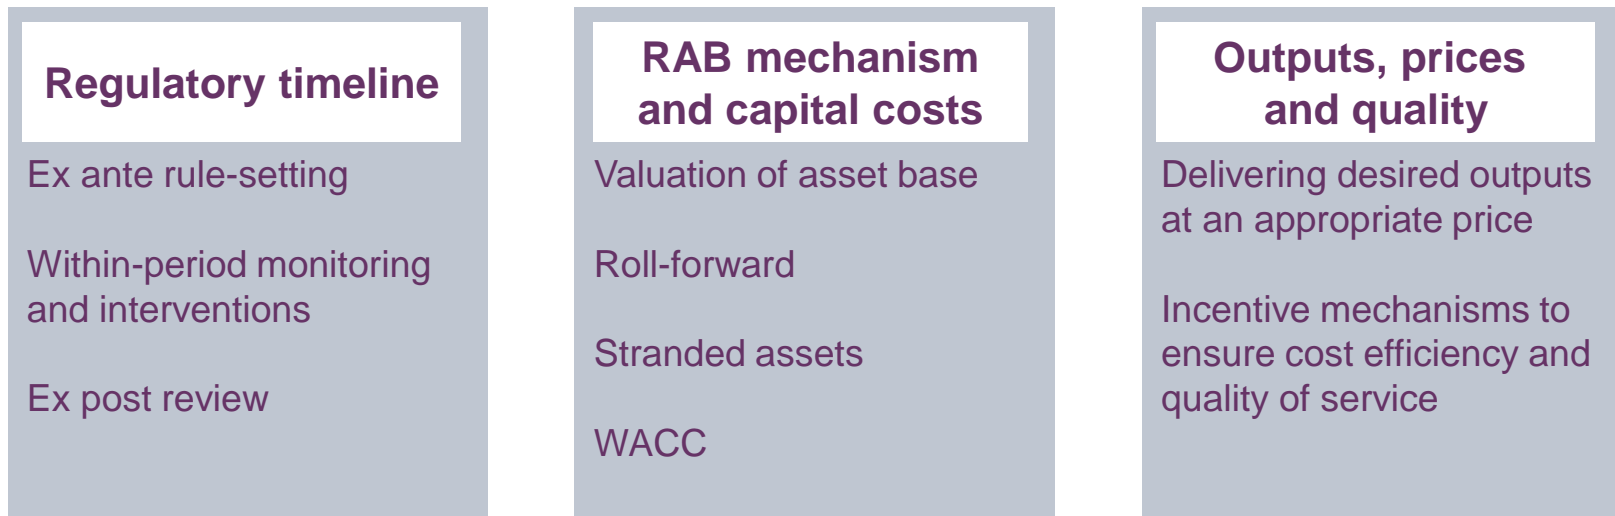 Regulatory timeline
Ex ante rule-setting
Within-period monitoring
and interventions
Ex post review
RAB mechanism
and capital costs
Valuation of asset base
Roll-forward
Stranded assets
WACC
Outputs, prices
and quality
Delivering desired outputs
at an appropriate price
Incentive mechanisms to
ensure cost efficiency and
quality of service